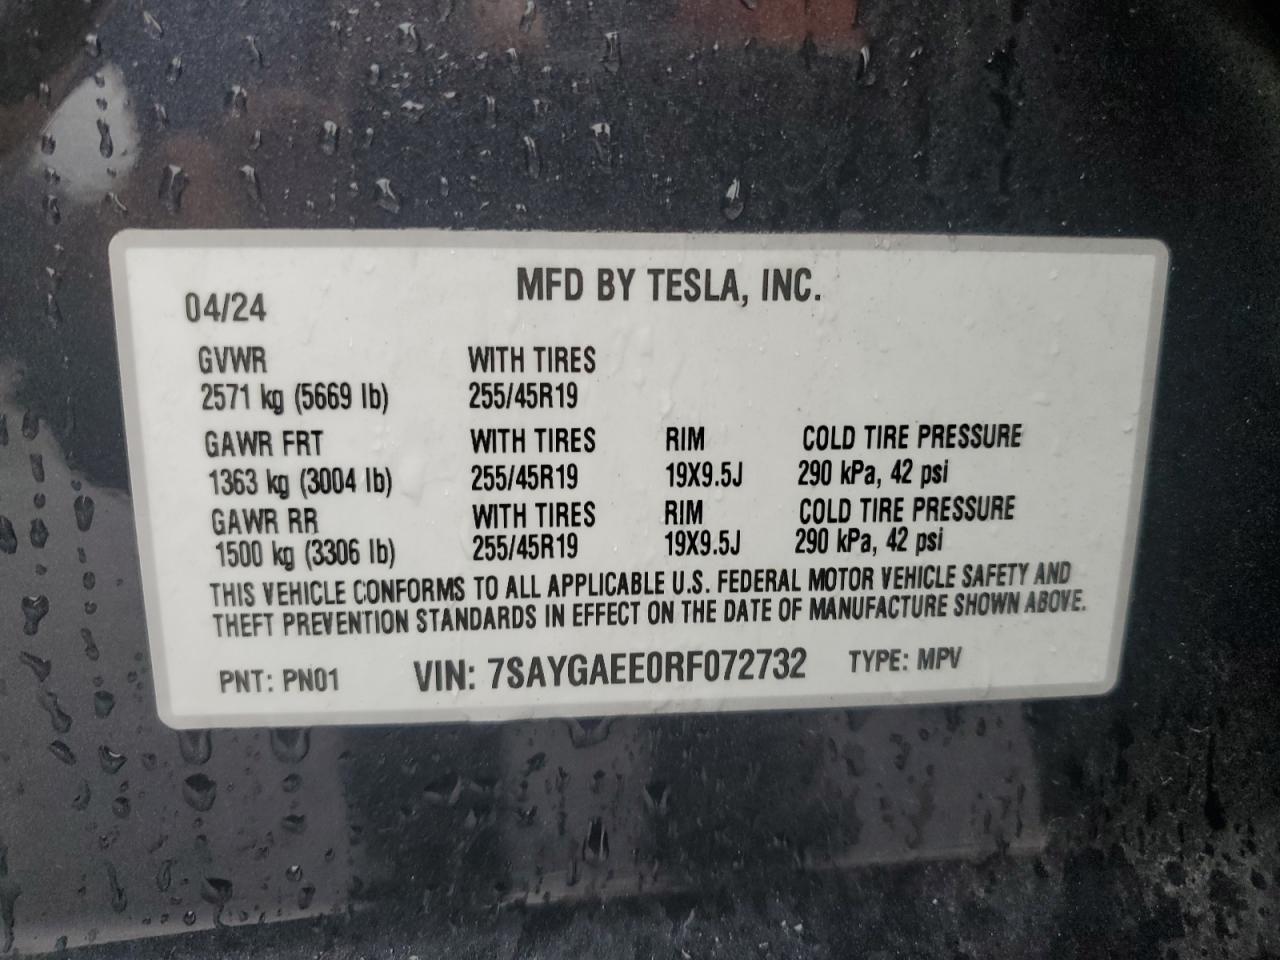 MFD BY TESLA, INC.
04/24
GVWR WITH TIRES
2571 kg (5669 lb) 255/45R19
GAWR FRT WITH TIRES RIM COLD TIRE PRESSURE
1363 kg (3004 lb) 255/45R19 19X9.5J 290 kPa, 42 psi
GAWR RR WITH TIRES RIM COLD TIRE PRESSURE
1500 kg (3306 lb) 255/45R19 19X9.5J 290 kPa, 42 psi
THIS VEHICLE CONFORMS TO ALL APPLICABLE U.S. FEDERAL MOTOR VEHICLE SAFETY AND
THEFT PREVENTION STANDARDS IN EFFECT ON THE DATE OF MANUFACTURE SHOWN ABOVE.
PNT: PN01 VIN: 7SAYGAEE0RF072732 TYPE: MPV